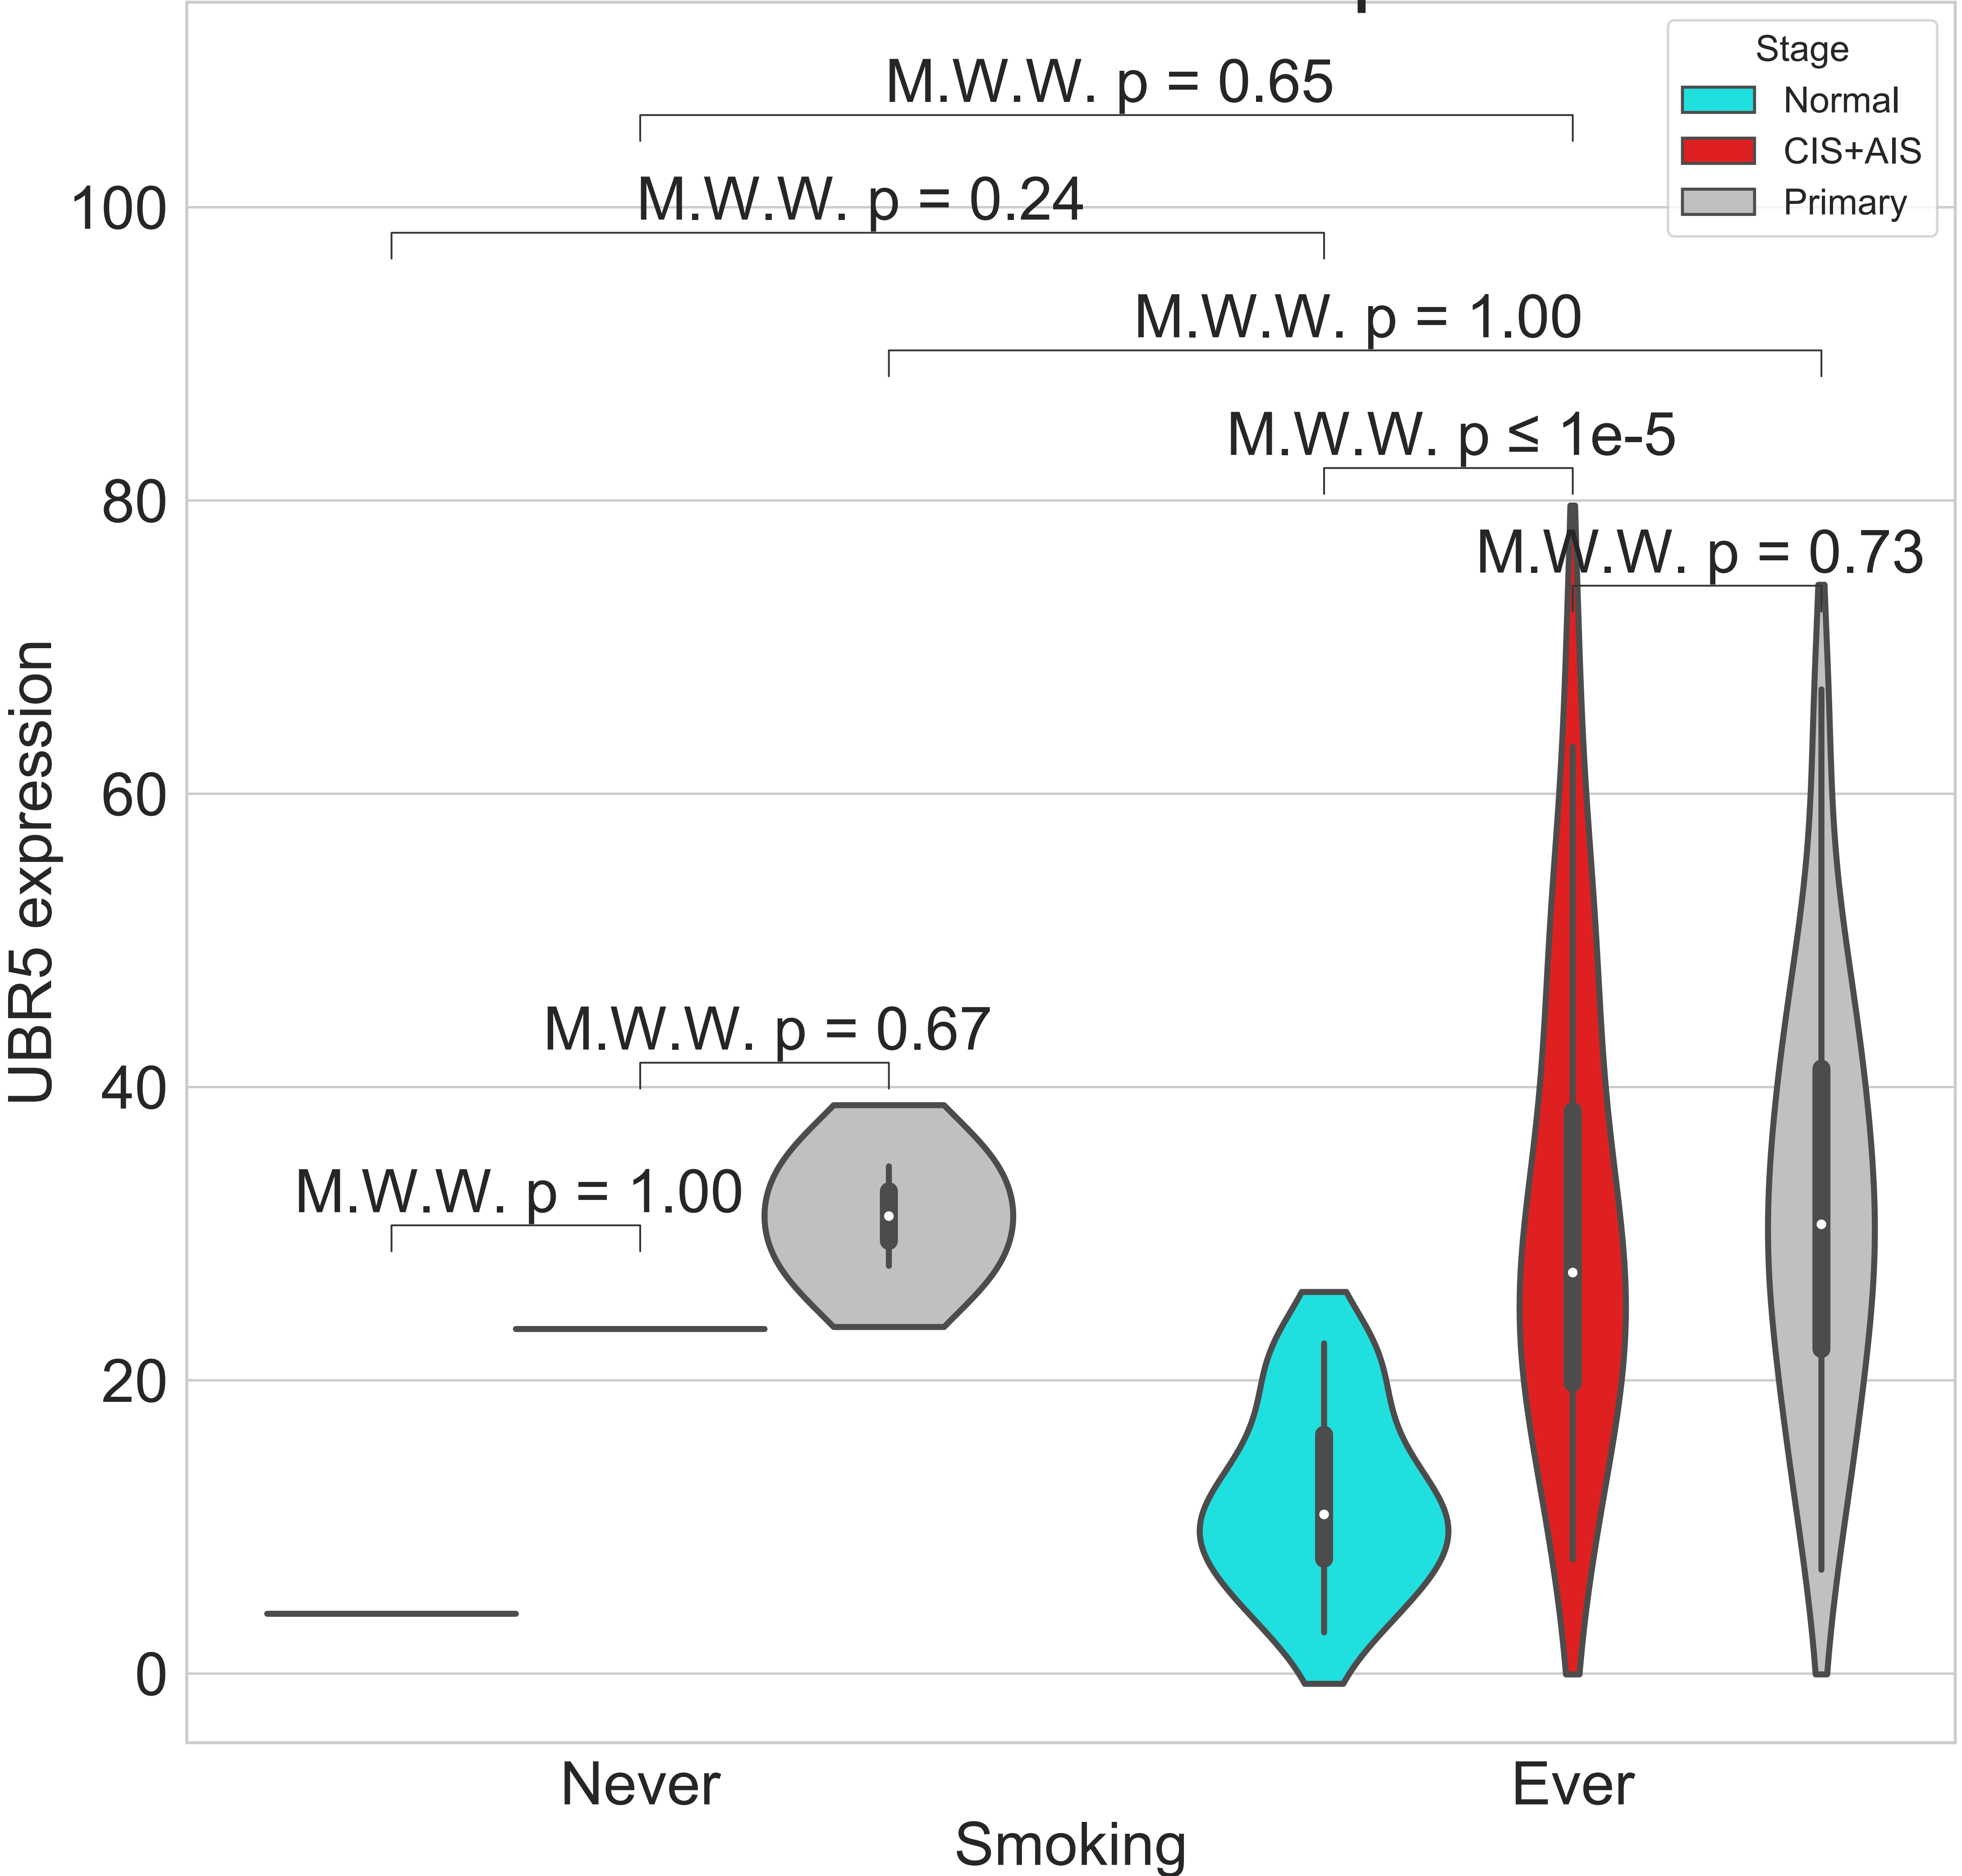 Stage
Normal
CIS+AIS
Primary
M.W.W. p = 0.65
M.W.W. p = 0.24
M.W.W. p = 1.00
M.W.W. p ≤ 1e-5
M.W.W. p = 0.73
M.W.W. p = 0.67
M.W.W. p = 1.00
100
80
60
40
20
0
UBR5 expression
Never
Ever
Smoking